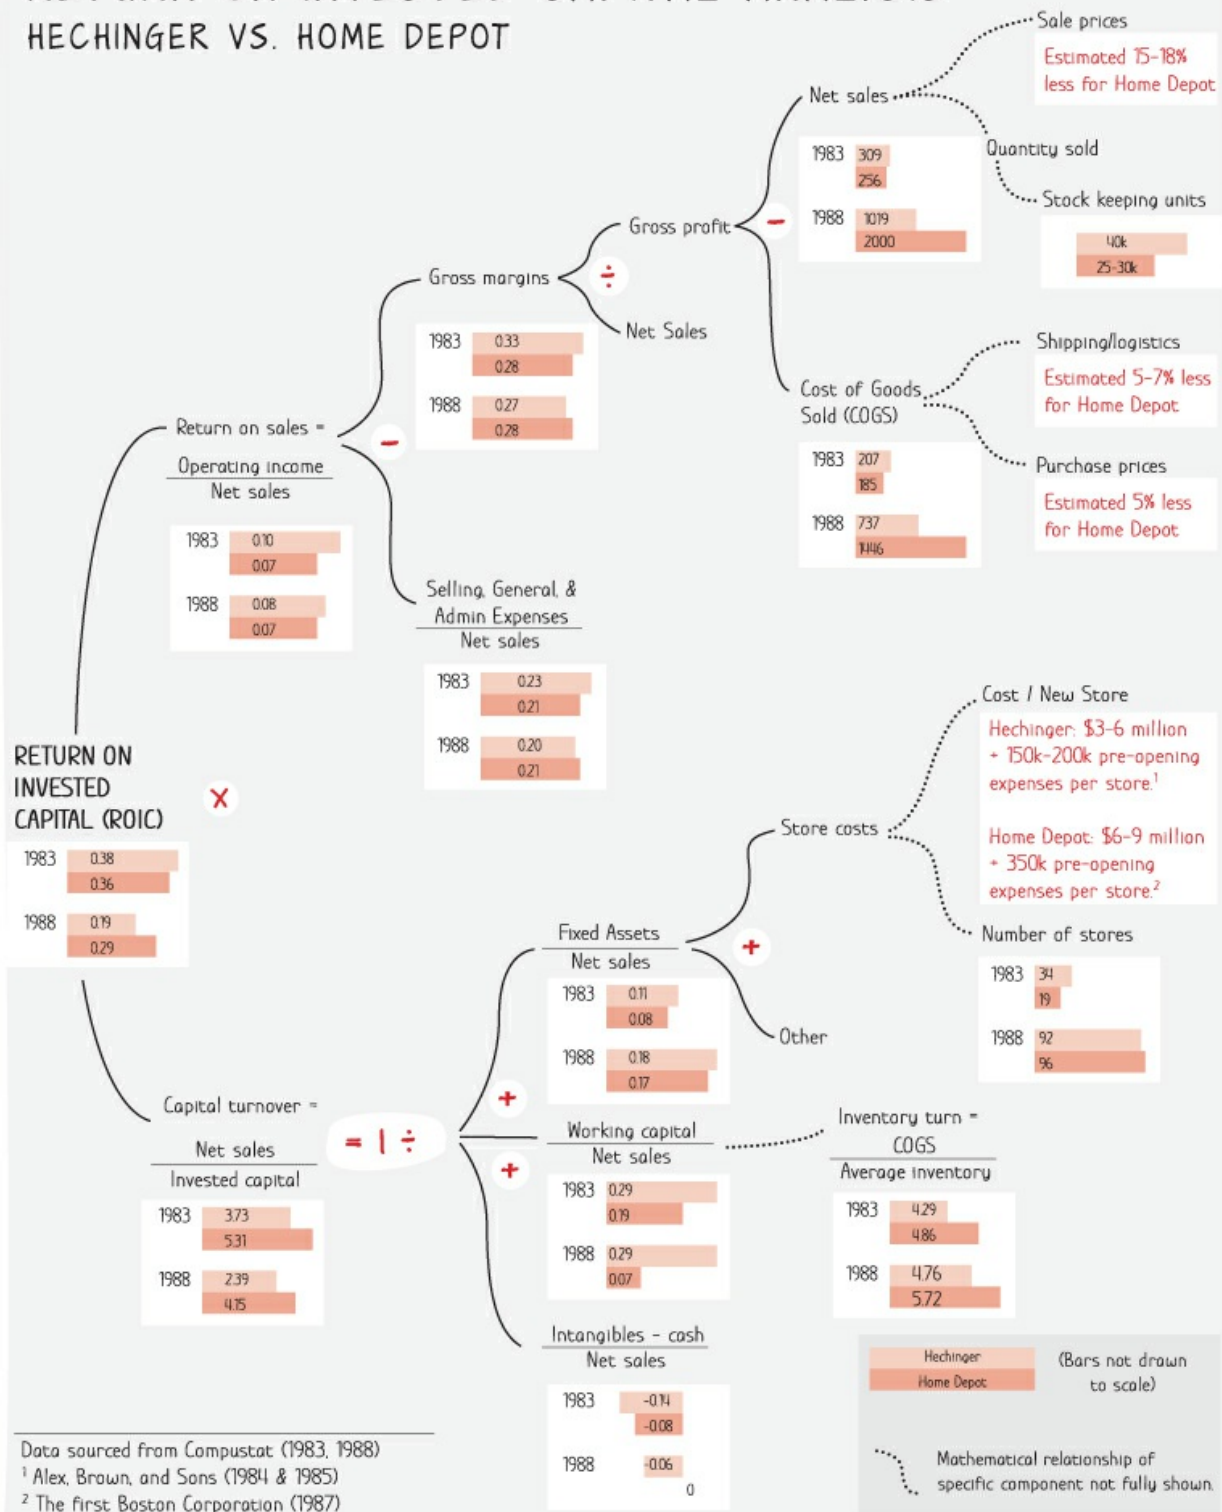 HECHINGER VS. HOME DEPOT
Sale prices
Estimated 15-18%
less for Home Depot
Net sales
1983 309
256
1988 1019
2000
Quantity sold
Stock keeping units
40k
25-30k
Gross profit
−
Gross margins
÷
Net Sales
1983 0.33
0.28
1988 0.27
0.28
Shipping/logistics
Estimated 5-7% less
for Home Depot
Cost of Goods
Sold (COGS)
1983 207
185
1988 737
1446
Purchase prices
Estimated 5% less
for Home Depot
Return on sales =
Operating income
Net sales
−
1983 0.10
0.07
1988 0.08
0.07
Selling, General, &
Admin Expenses
Net sales
1983 0.23
0.21
1988 0.20
0.21
RETURN ON
INVESTED
CAPITAL (ROIC)
×
1983 0.38
0.36
1988 0.19
0.29
Cost / New Store
Hechinger: $3-6 million
+ 150k-200k pre-opening
expenses per store.¹
Home Depot: $6-9 million
+ 350k pre-opening
expenses per store.²
Store costs
Number of stores
1983 34
19
1988 92
96
Fixed Assets
Net sales
+
1983 0.11
0.08
1988 0.18
0.17
Other
Capital turnover =
Net sales
Invested capital
= 1 ÷
1983 3.73
5.31
1988 2.39
4.15
+
Working capital
Net sales
+
1983 0.29
0.19
1988 0.29
0.07
Inventory turn =
COGS
Average inventory
1983 4.29
4.86
1988 4.76
5.72
Intangibles - cash
Net sales
1983 -0.14
-0.08
1988 -0.06
0
Hechinger
Home Depot
(Bars not drawn
to scale)
Mathematical relationship of
specific component not fully shown.
Data sourced from Compustat (1983, 1988)
¹ Alex, Brown, and Sons (1984 & 1985)
² The first Boston Corporation (1987)